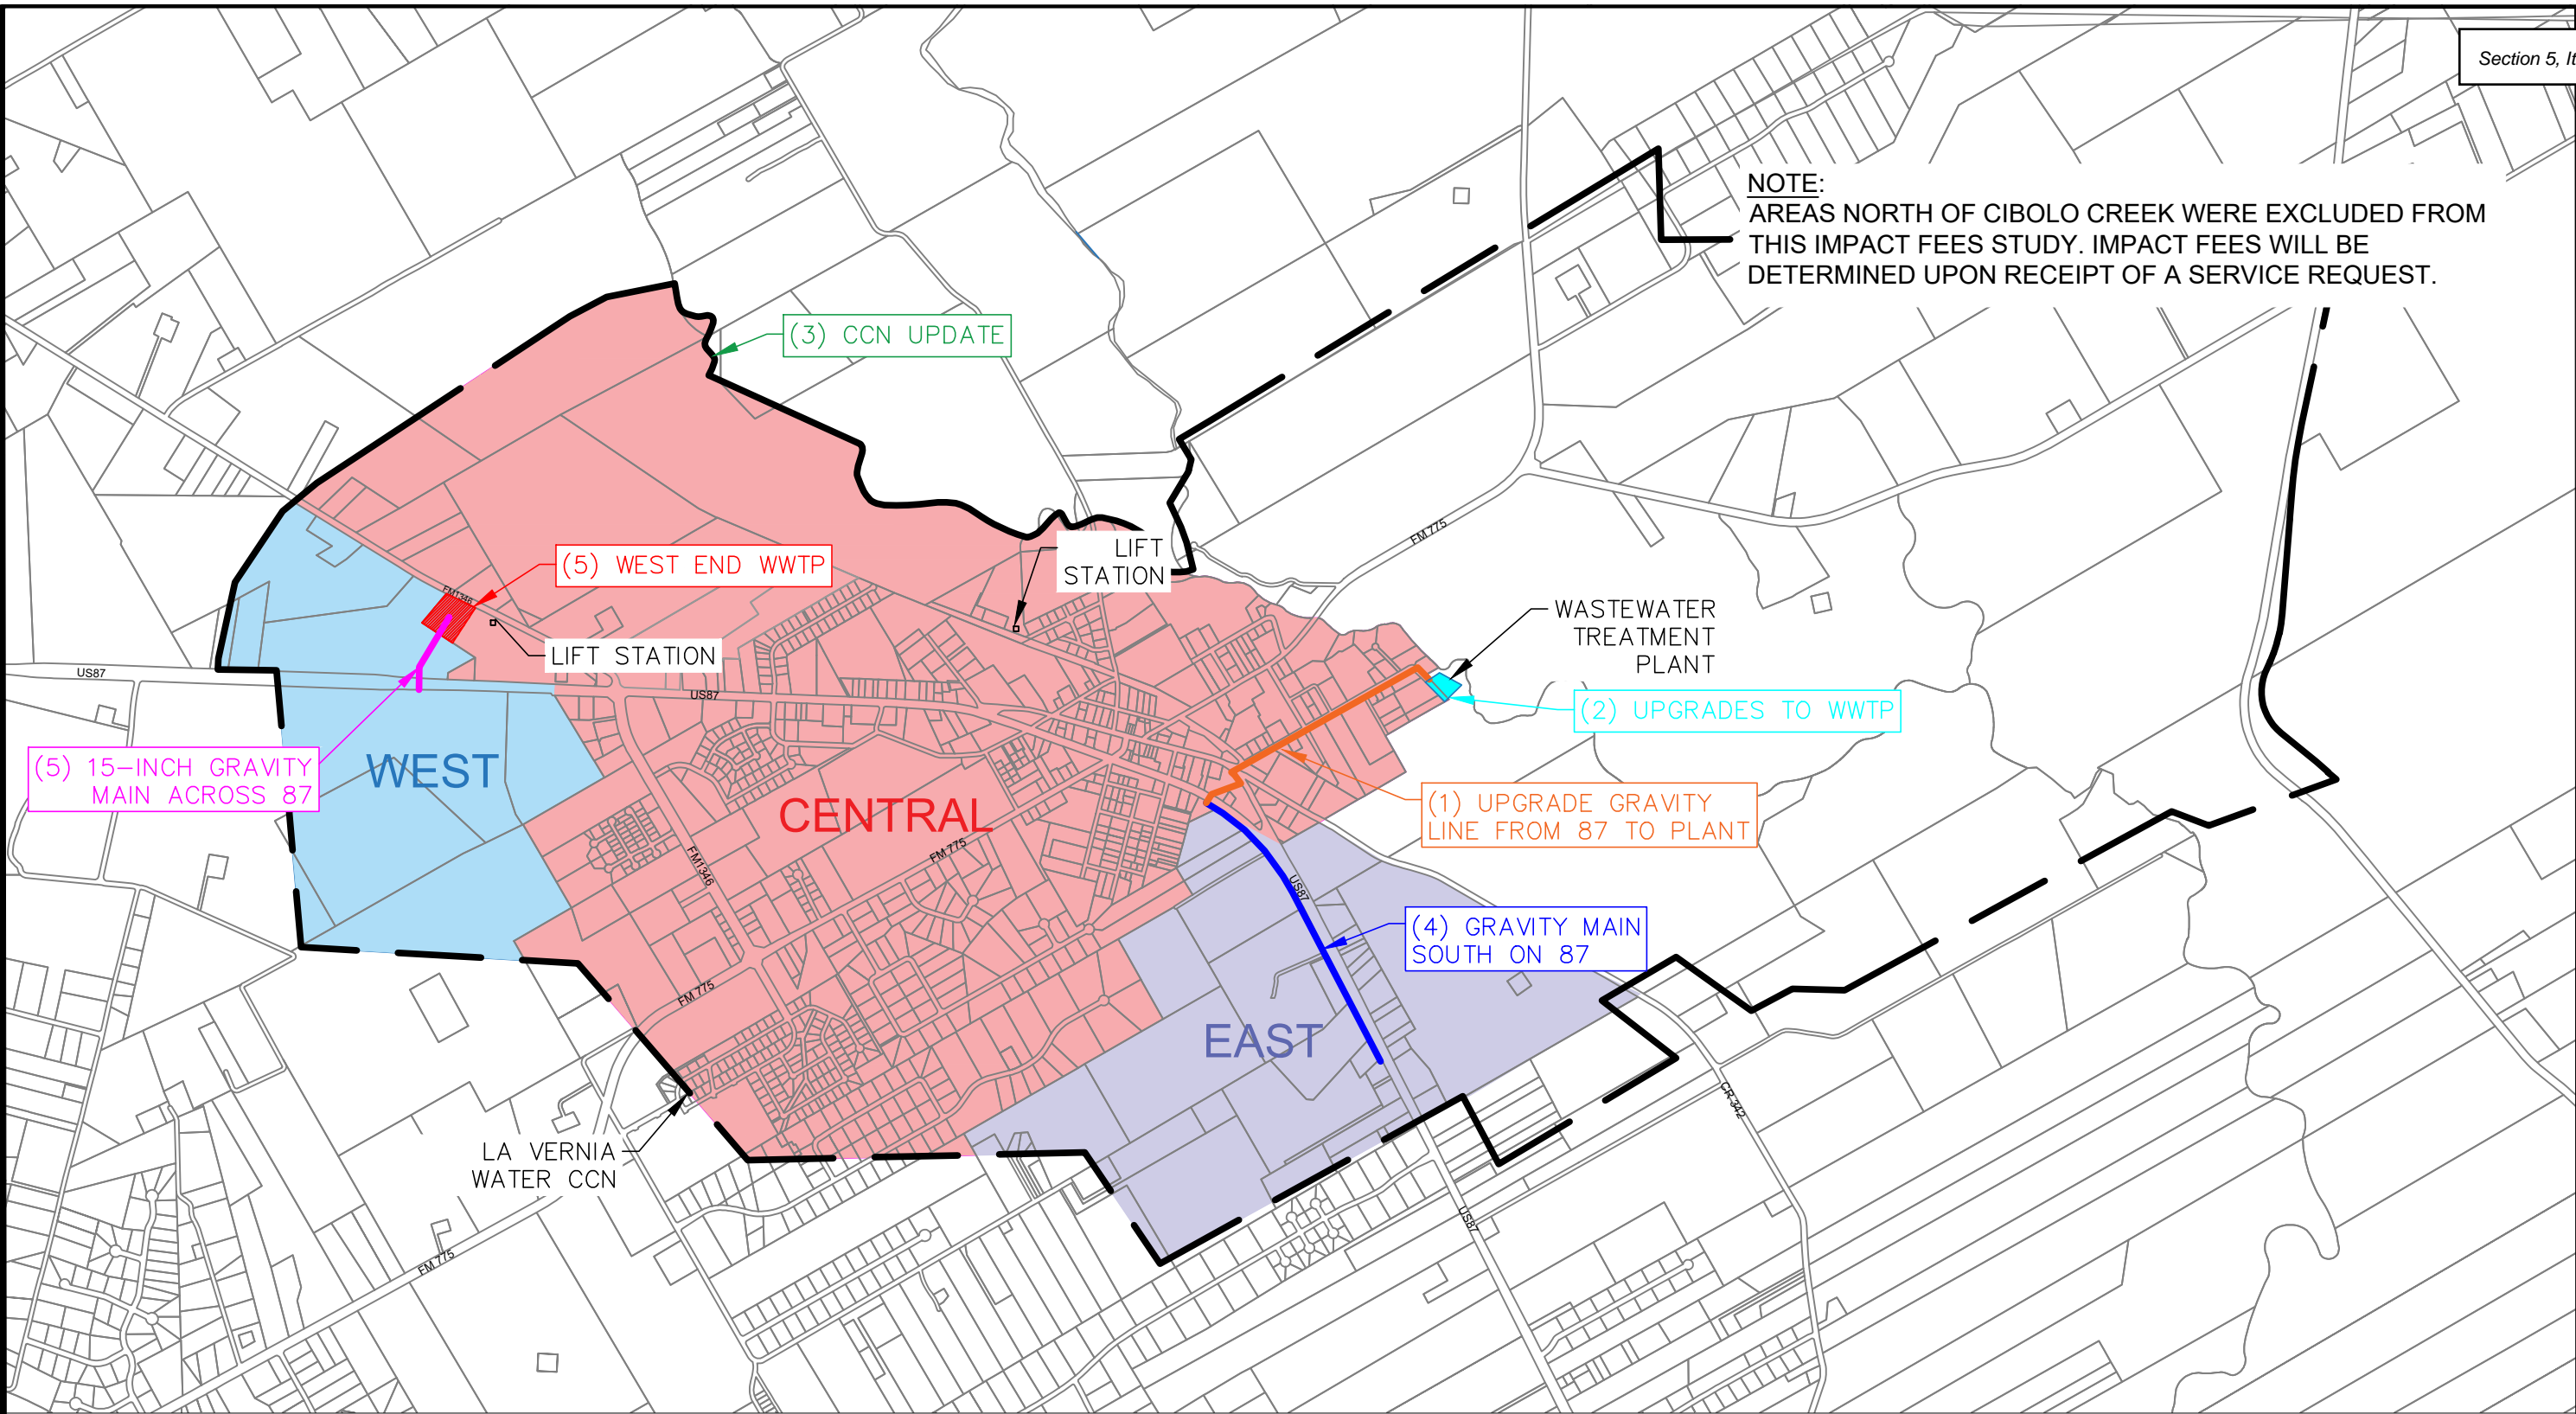 Section 5, It
NOTE:
AREAS NORTH OF CIBOLO CREEK WERE EXCLUDED FROM
THIS IMPACT FEES STUDY. IMPACT FEES WILL BE
DETERMINED UPON RECEIPT OF A SERVICE REQUEST.
(3) CCN UPDATE
FM 775
LIFT
STATION
(5) WEST END WWTP
FM1346
LIFT STATION
WASTEWATER
TREATMENT
PLANT
US87
US87
(2) UPGRADES TO WWTP
(5) 15-INCH GRAVITY
MAIN ACROSS 87
WEST
CENTRAL
(1) UPGRADE GRAVITY
LINE FROM 87 TO PLANT
FM1346
FM 775
US87
(4) GRAVITY MAIN
SOUTH ON 87
FM 775
EAST
CR 342
LA VERNIA
WATER CCN
US87
FM 775